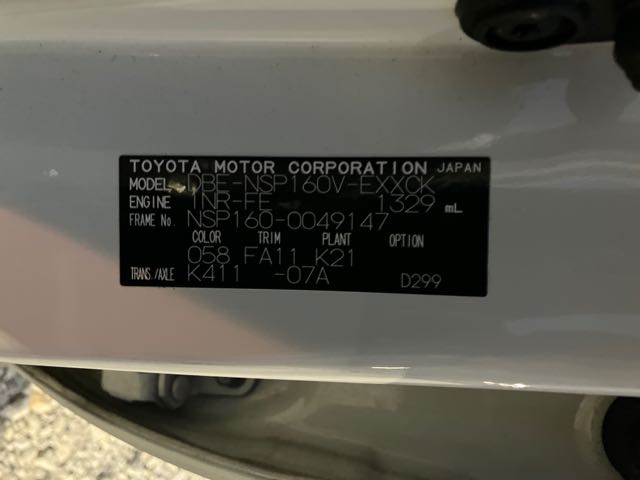 TOYOTA MOTOR CORPORATION JAPAN
MODEL DBE-NSP160V-EXXCK
ENGINE 1NR-FE 1329 mL
FRAME No. NSP160-0049147
COLOR TRIM PLANT OPTION
058 FA11 K21
TRANS./AXLE K411 -07A D299